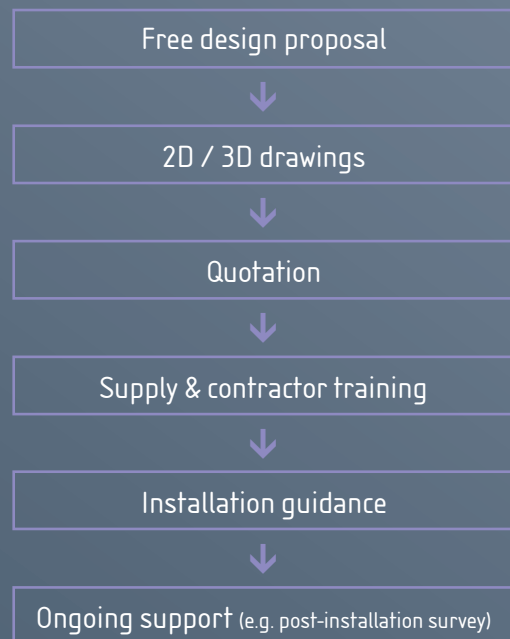 Free design proposal
2D / 3D drawings
Quotation
Supply & contractor training
Installation guidance
Ongoing support (e.g. post-installation survey)